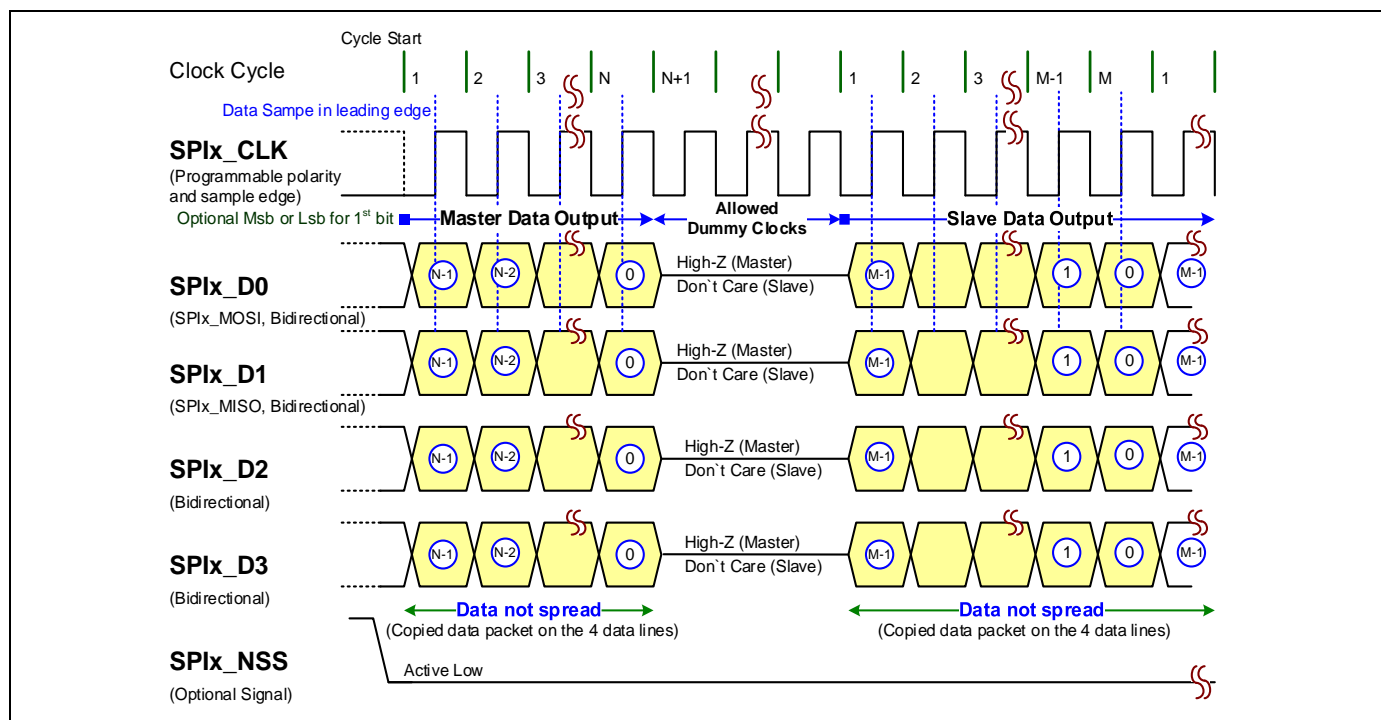 Cycle Start
Clock Cycle
1 2 3 N N+1 1 2 3 M-1 M 1
Data Sampe in leading edge
SPIx_CLK
(Programmable polarity
and sample edge)
Optional Msb or Lsb for 1st bit
Master Data Output
Allowed
Dummy Clocks
Slave Data Output
SPIx_D0
(SPIx_MOSI, Bidirectional)
N-1 N-2 0
High-Z (Master)
Don`t Care (Slave)
M-1 1 0 M-1
SPIx_D1
(SPIx_MISO, Bidirectional)
N-1 N-2 0
High-Z (Master)
Don`t Care (Slave)
M-1 1 0 M-1
SPIx_D2
(Bidirectional)
N-1 N-2 0
High-Z (Master)
Don`t Care (Slave)
M-1 1 0 M-1
SPIx_D3
(Bidirectional)
N-1 N-2 0
High-Z (Master)
Don`t Care (Slave)
M-1 1 0 M-1
Data not spread
(Copied data packet on the 4 data lines)
Data not spread
(Copied data packet on the 4 data lines)
SPIx_NSS
(Optional Signal)
Active Low